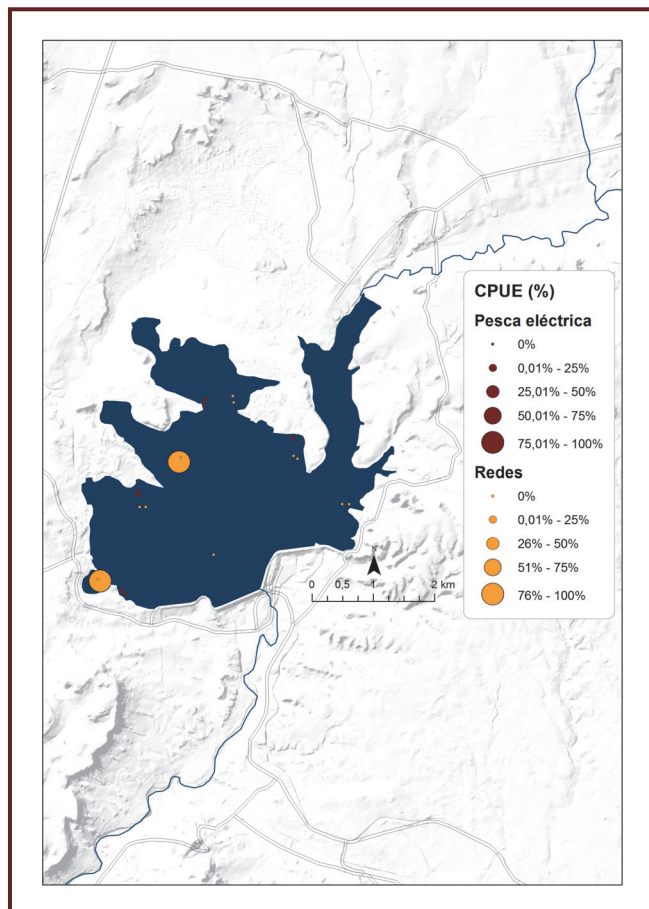 CPUE (%)
Pesca eléctrica
0%
0,01% - 25%
25,01% - 50%
50,01% - 75%
75,01% - 100%
Redes
0%
0,01% - 25%
26% - 50%
51% - 75%
76% - 100%
N
0 0,5 1 2 km